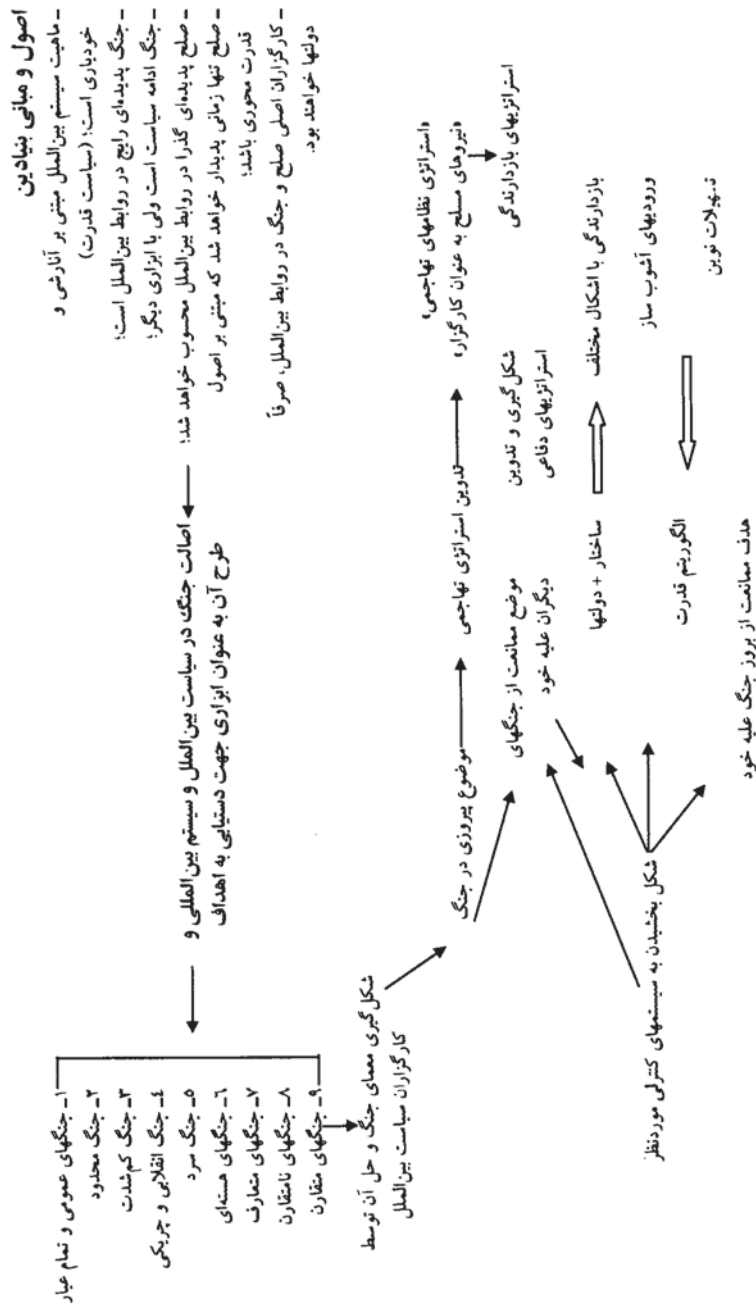 اصول و مبانی بنیادین
ـ ماهیت سیستم بین‌الملل مبتنی بر آنارشی و
خودیاری است؛ (سیاست قدرت)
ـ جنگ پدیده‌ای رایج در روابط بین‌الملل است؛
ـ جنگ ادامه سیاست است ولی با ابزاری دیگر؛
ـ صلح پدیده‌ای گذرا در روابط بین‌الملل محسوب خواهد شد؛
ـ صلح تنها زمانی پدیدار خواهد شد که مبتنی بر اصول
قدرت محوری باشد؛
ـ کارگزاران اصلی صلح و جنگ در روابط بین‌الملل، صرفاً
دولتها خواهند بود.
اصالت جنگ در سیاست بین‌الملل و سیستم بین‌المللی و
طرح آن به عنوان ابزاری جهت دستیابی به اهداف
۱ـ جنگهای عمومی و تمام عیار
۲ـ جنگ محدود
۳ـ جنگ کم‌شدت
٤ـ جنگ انقلابی و چریکی
٥ـ جنگ سرد
٦ـ جنگهای هسته‌ای
۷ـ جنگهای متعارف
۸ـ جنگهای نامتقارن
۹ـ جنگهای متقارن
شکل‌گیری معمای جنگ و حل آن توسط
کارگزاران سیاست بین‌الملل
موضوع پیروزی در جنگ
تدوین استراتژی تهاجمی
«استراتژی نظامهای تهاجمی»
«نیروهای مسلح به عنوان کارگزار»
استراتژیهای بازدارندگی
موضع ممانعت از جنگهای
دیگران علیه خود
شکل‌گیری و تدوین
استراتژیهای دفاعی
ساختار + دولتها
بازدارندگی با اشکال مختلف
ورودیهای آشوب ساز
الگوریتم قدرت
تسهیلات نوین
شکل بخشیدن به سیستمهای کنترلی موردنظر
هدف ممانعت از بروز جنگ علیه خود